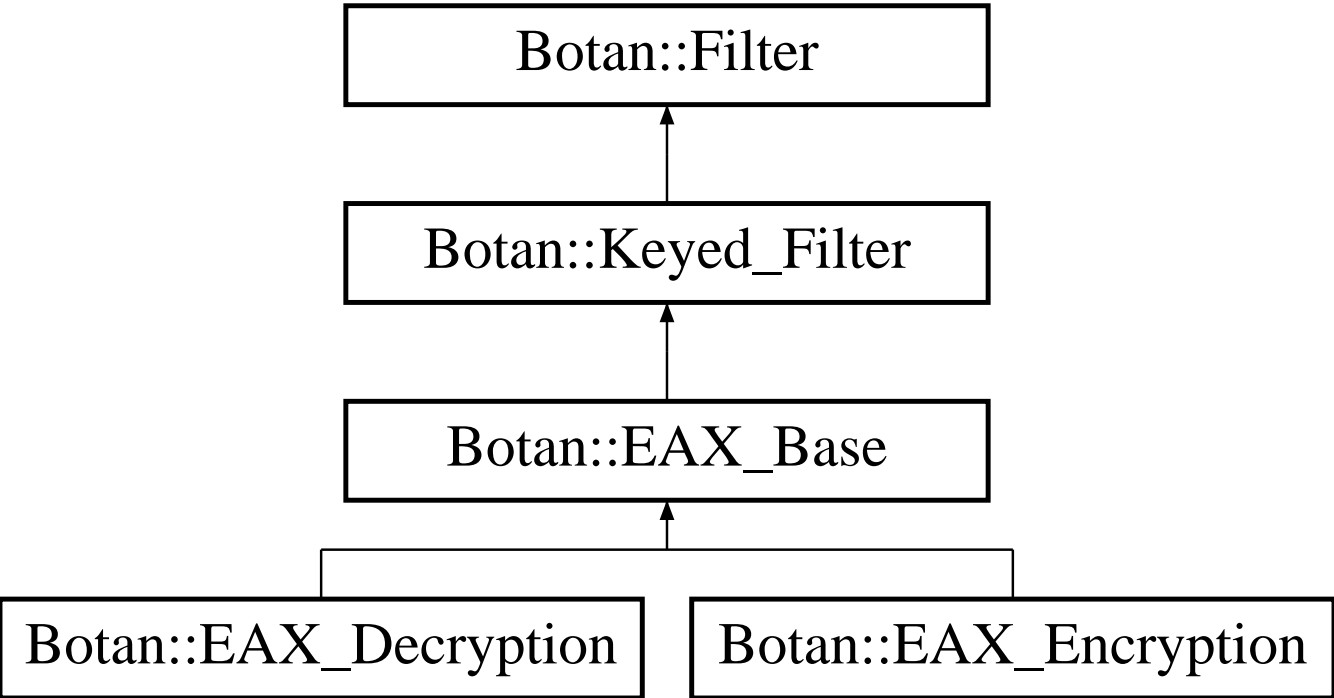 Botan::Filter
Botan::Keyed_Filter
Botan::EAX_Base
Botan::EAX_Decryption
Botan::EAX_Encryption